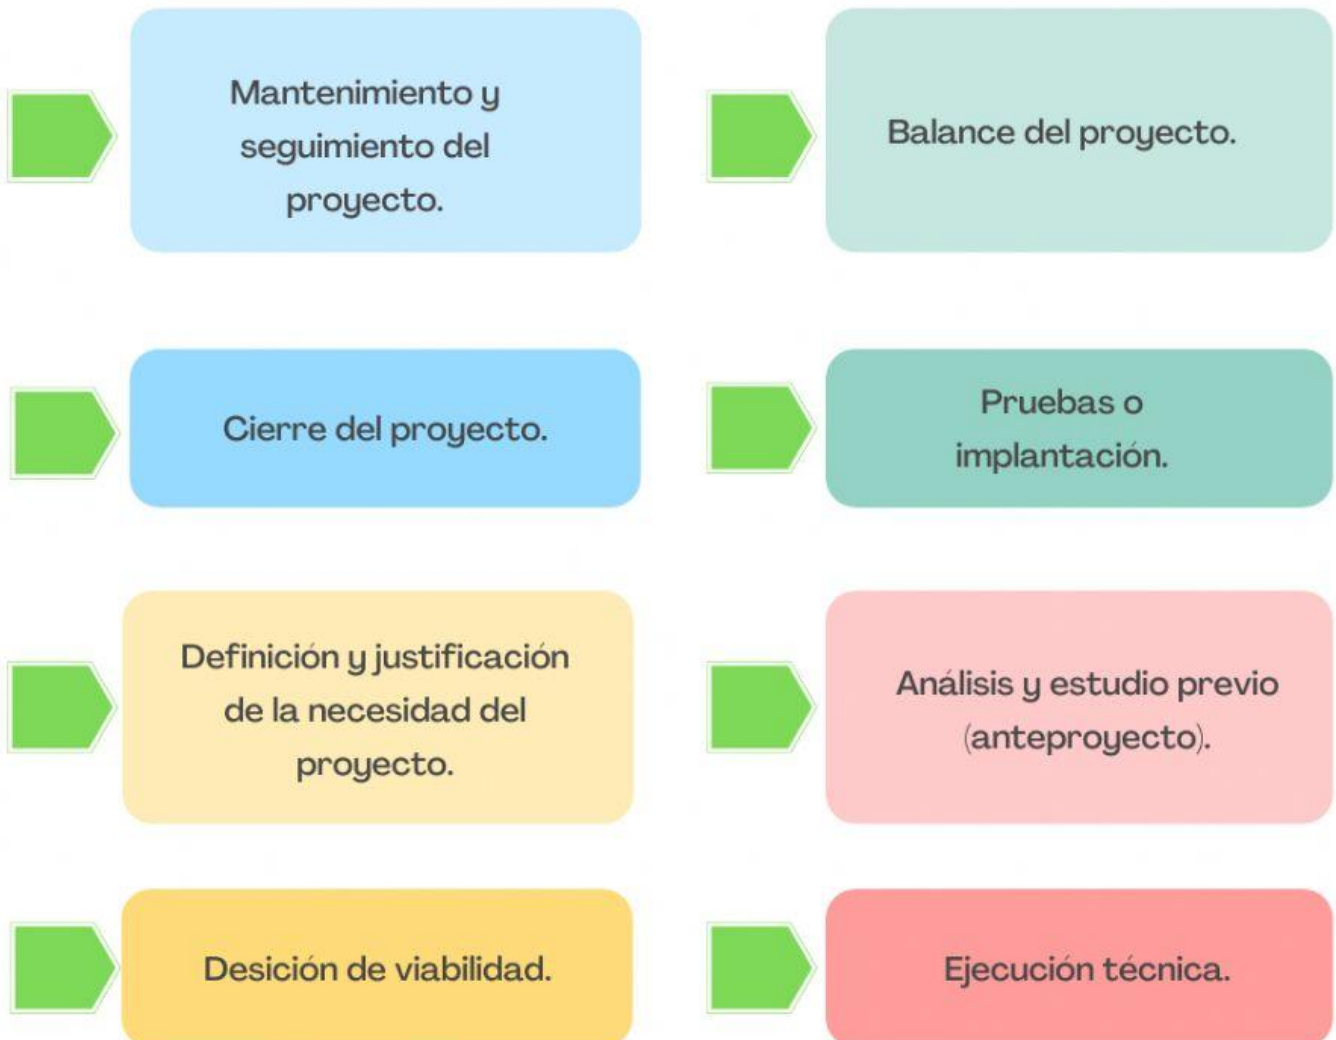 Mantenimiento y
seguimiento del
proyecto.
Balance del proyecto.
Cierre del proyecto.
Pruebas o
implantación.
Definición y justificación
de la necesidad del
proyecto.
Análisis y estudio previo
(anteproyecto).
Desición de viabilidad.
Ejecución técnica.